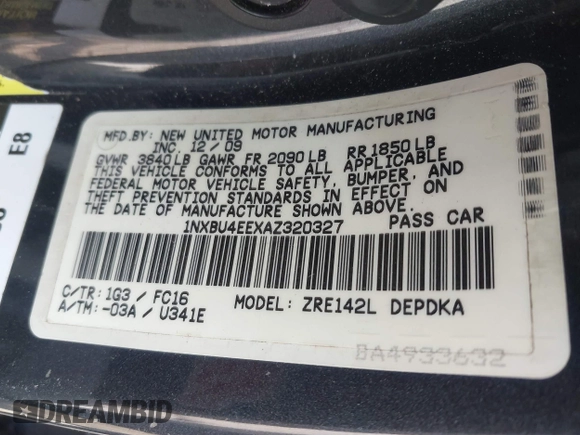 MFD.BY: NEW UNITED MOTOR MANUFACTURING
INC. 12/09
GVWR 3840LB GAWR FR 2090LB RR 1850LB
THIS VEHICLE CONFORMS TO ALL APPLICABLE
FEDERAL MOTOR VEHICLE SAFETY, BUMPER, AND
THEFT PREVENTION STANDARDS IN EFFECT ON
THE DATE OF MANUFACTURE SHOWN ABOVE.
1NXBU4EEXAZ320327 PASS CAR
C/TR: 1G3 / FC16
A/TM: -03A / U341E
MODEL: ZRE142L DEPDKA
BA4933632
E8
DREAMBID